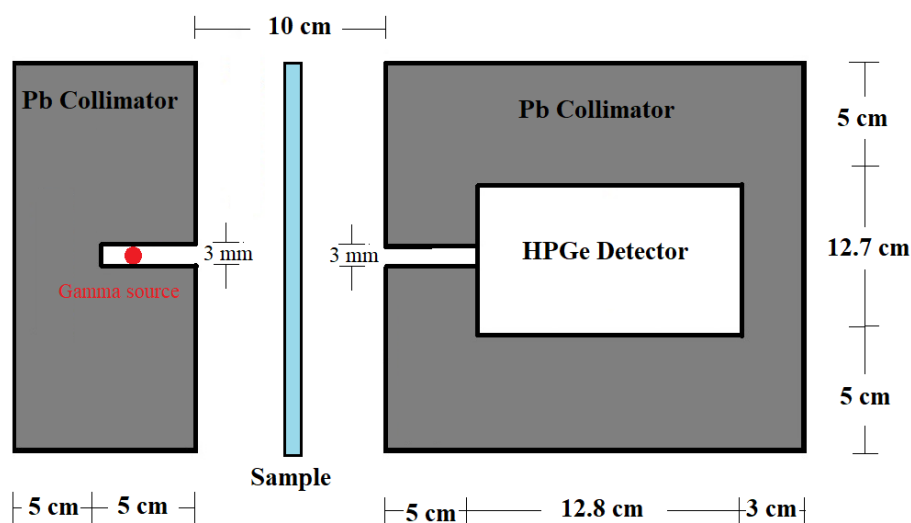 10 cm
Pb Collimator
Pb Collimator
5 cm
3 mm
3 mm
HPGe Detector
12.7 cm
Gamma source
5 cm
Sample
5 cm
5 cm
5 cm
12.8 cm
3 cm